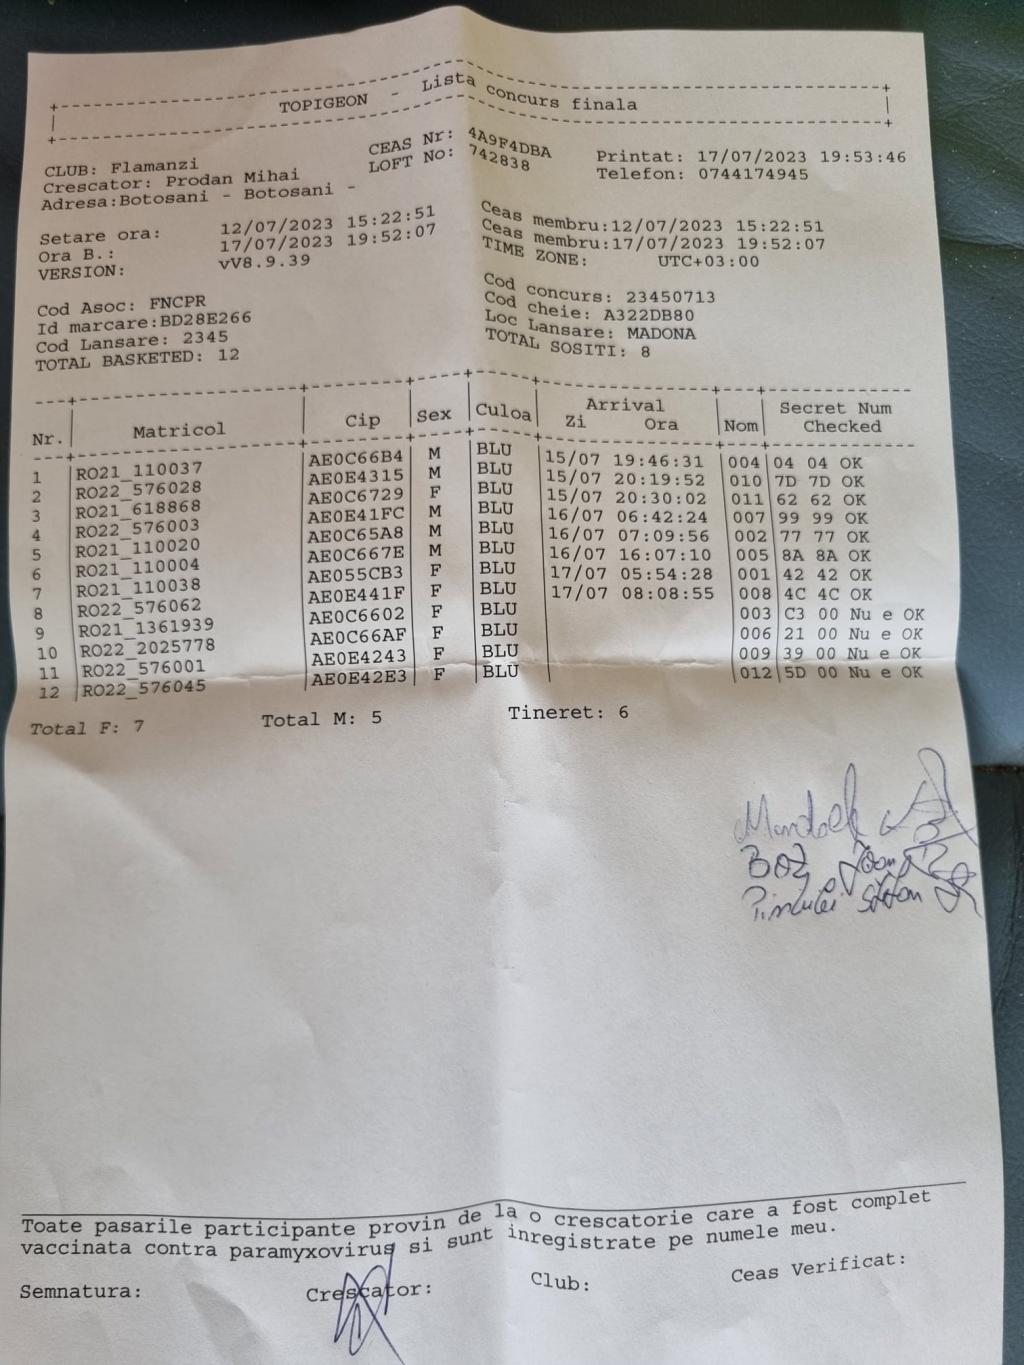 TOPIGEON - Lista concurs finala
CLUB: Flamanzi
Crescator: Prodan Mihai
Adresa:Botosani - Botosani -
CEAS Nr: 4A9F4DBA
LOFT No: 742838
Printat: 17/07/2023 19:53:46
Telefon: 0744174945
Setare ora: 12/07/2023 15:22:51
Ora B.: 17/07/2023 19:52:07
VERSION: vV8.9.39
Ceas membru:12/07/2023 15:22:51
Ceas membru:17/07/2023 19:52:07
TIME ZONE: UTC+03:00
Cod Asoc: FNCPR
Id marcare:BD28E266
Cod Lansare: 2345
TOTAL BASKETED: 12
Cod concurs: 23450713
Cod cheie: A322DB80
Loc Lansare: MADONA
TOTAL SOSITI: 8
Nr. Matricol Cip Sex Culoa Arrival Zi Ora Nom Secret Num Checked
1 RO21_110037 AE0C66B4 M BLU 15/07 19:46:31 004 04 04 OK
2 RO22_576028 AE0E4315 M BLU 15/07 20:19:52 010 7D 7D OK
3 RO21_618868 AE0C6729 F BLU 15/07 20:30:02 011 62 62 OK
4 RO22_576003 AE0E41FC M BLU 16/07 06:42:24 007 99 99 OK
5 RO21_110020 AE0C65A8 M BLU 16/07 07:09:56 002 77 77 OK
6 RO21_110004 AE0C667E M BLU 16/07 16:07:10 005 8A 8A OK
7 RO21_110038 AE055CB3 F BLU 17/07 05:54:28 001 42 42 OK
8 RO22_576062 AE0E441F F BLU 17/07 08:08:55 008 4C 4C OK
9 RO21_1361939 AE0C6602 F BLU 003 C3 00 Nu e OK
10 RO22_2025778 AE0C66AF F BLU 006 21 00 Nu e OK
11 RO22_576001 AE0E4243 F BLU 009 39 00 Nu e OK
12 RO22_576045 AE0E42E3 F BLU 012 5D 00 Nu e OK
Total F: 7 Total M: 5 Tineret: 6
Toate pasarile participante provin de la o crescatorie care a fost complet
vaccinata contra paramyxovirus si sunt inregistrate pe numele meu.
Semnatura: Crescator: Club: Ceas Verificat: